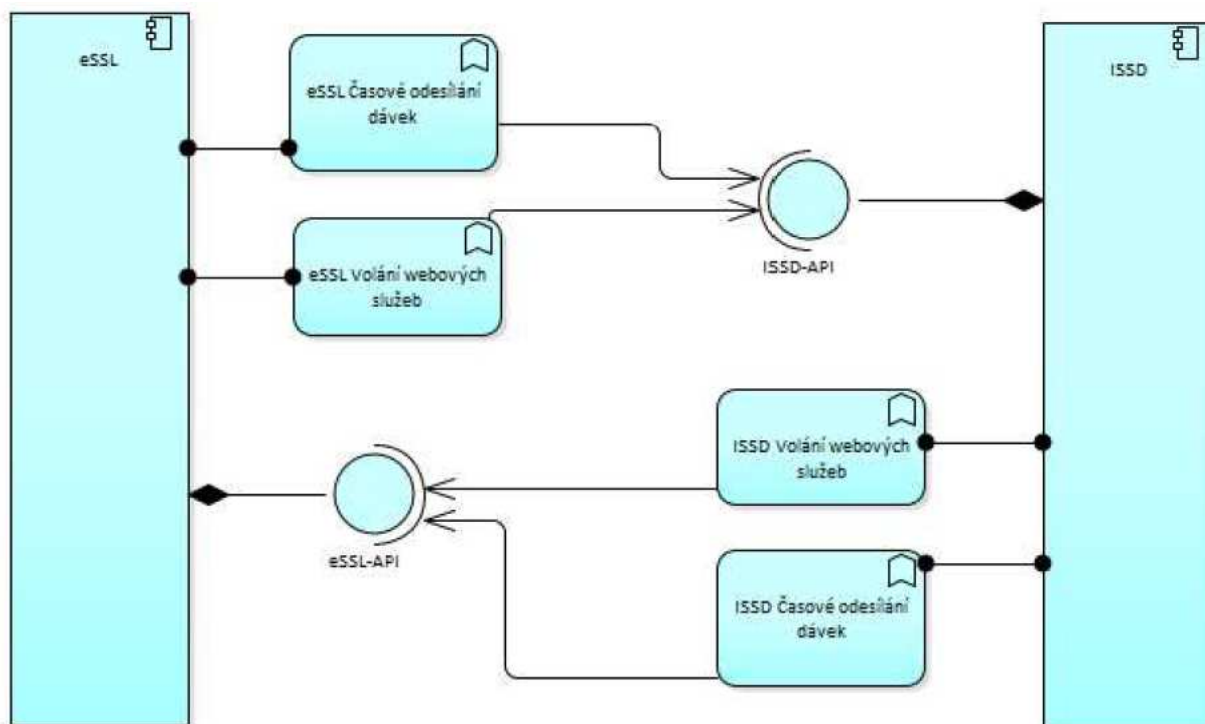 eSSL
eSSL Časové odesílání
dávek
ISSD
eSSL Volání webových
služeb
ISSD-API
ISSD Volání webových
služeb
eSSL-API
ISSD Časové odesílání
dávek